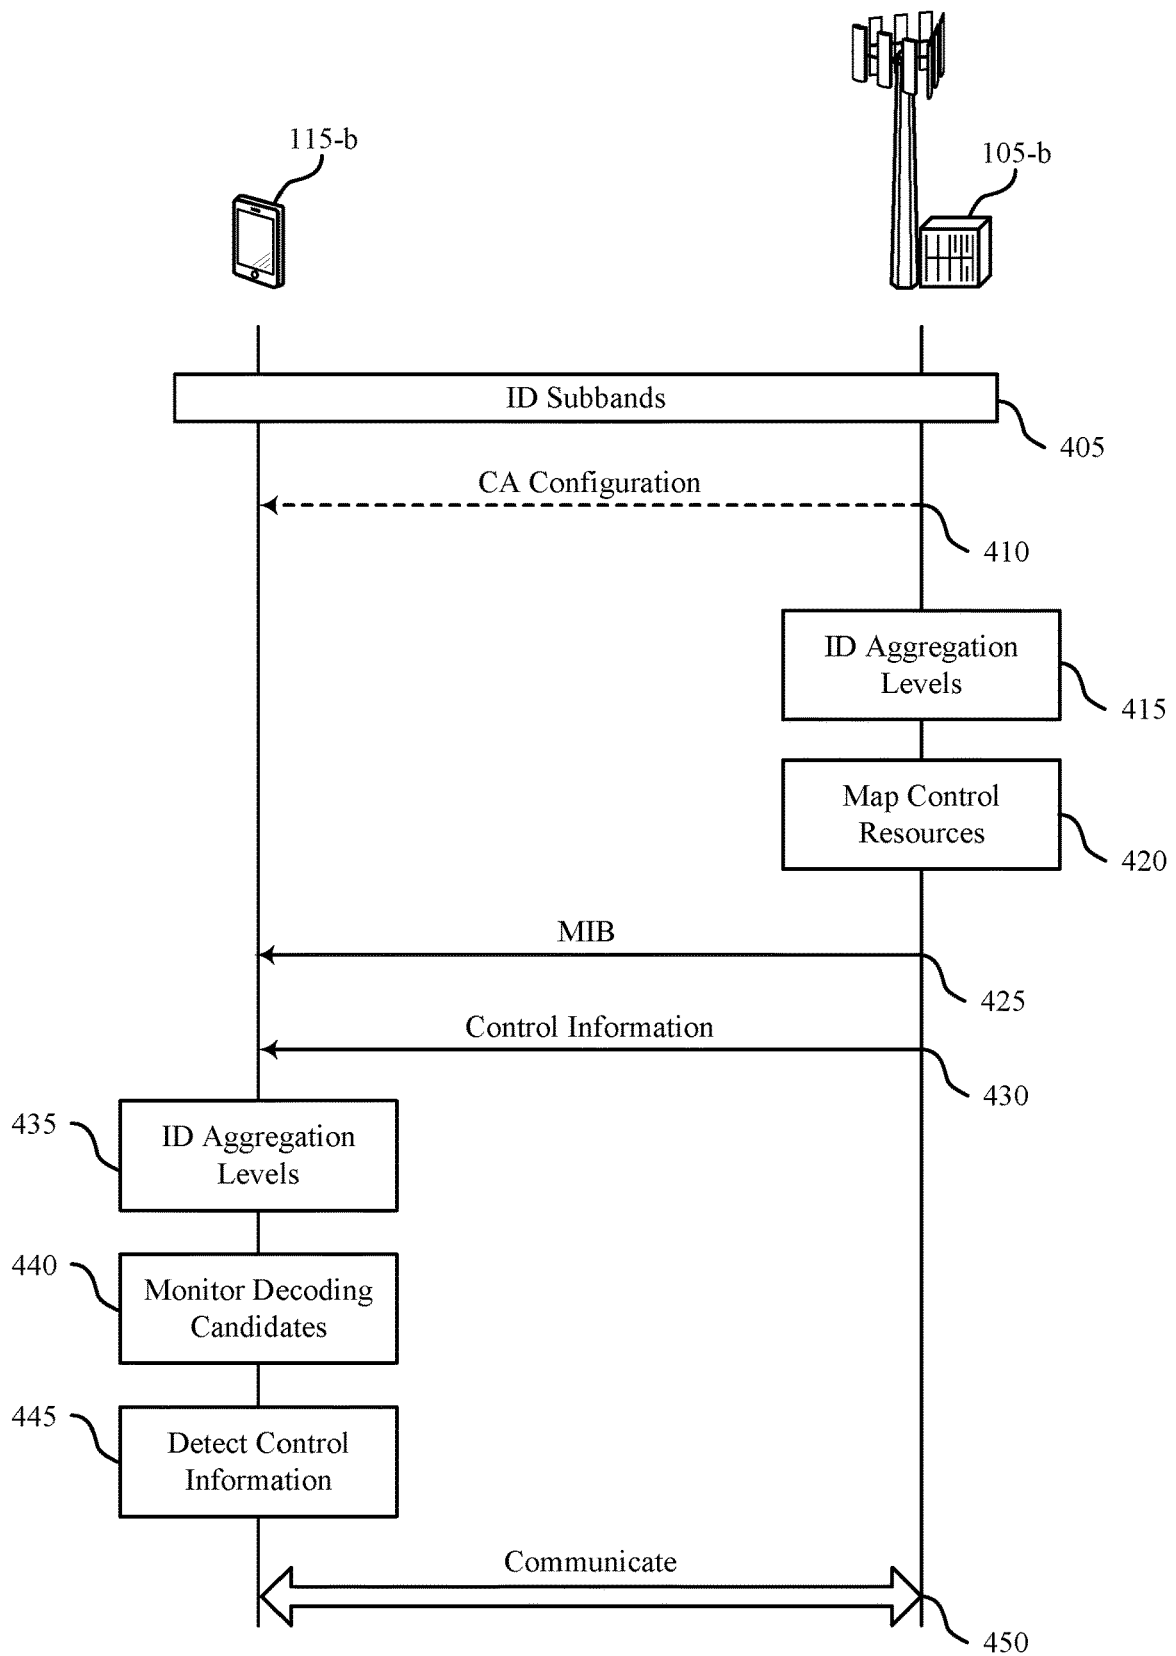 115-b
105-b
ID Subbands
405
CA Configuration
410
ID Aggregation
Levels
415
Map Control
Resources
420
MIB
425
Control Information
430
435
ID Aggregation
Levels
440
Monitor Decoding
Candidates
445
Detect Control
Information
Communicate
450